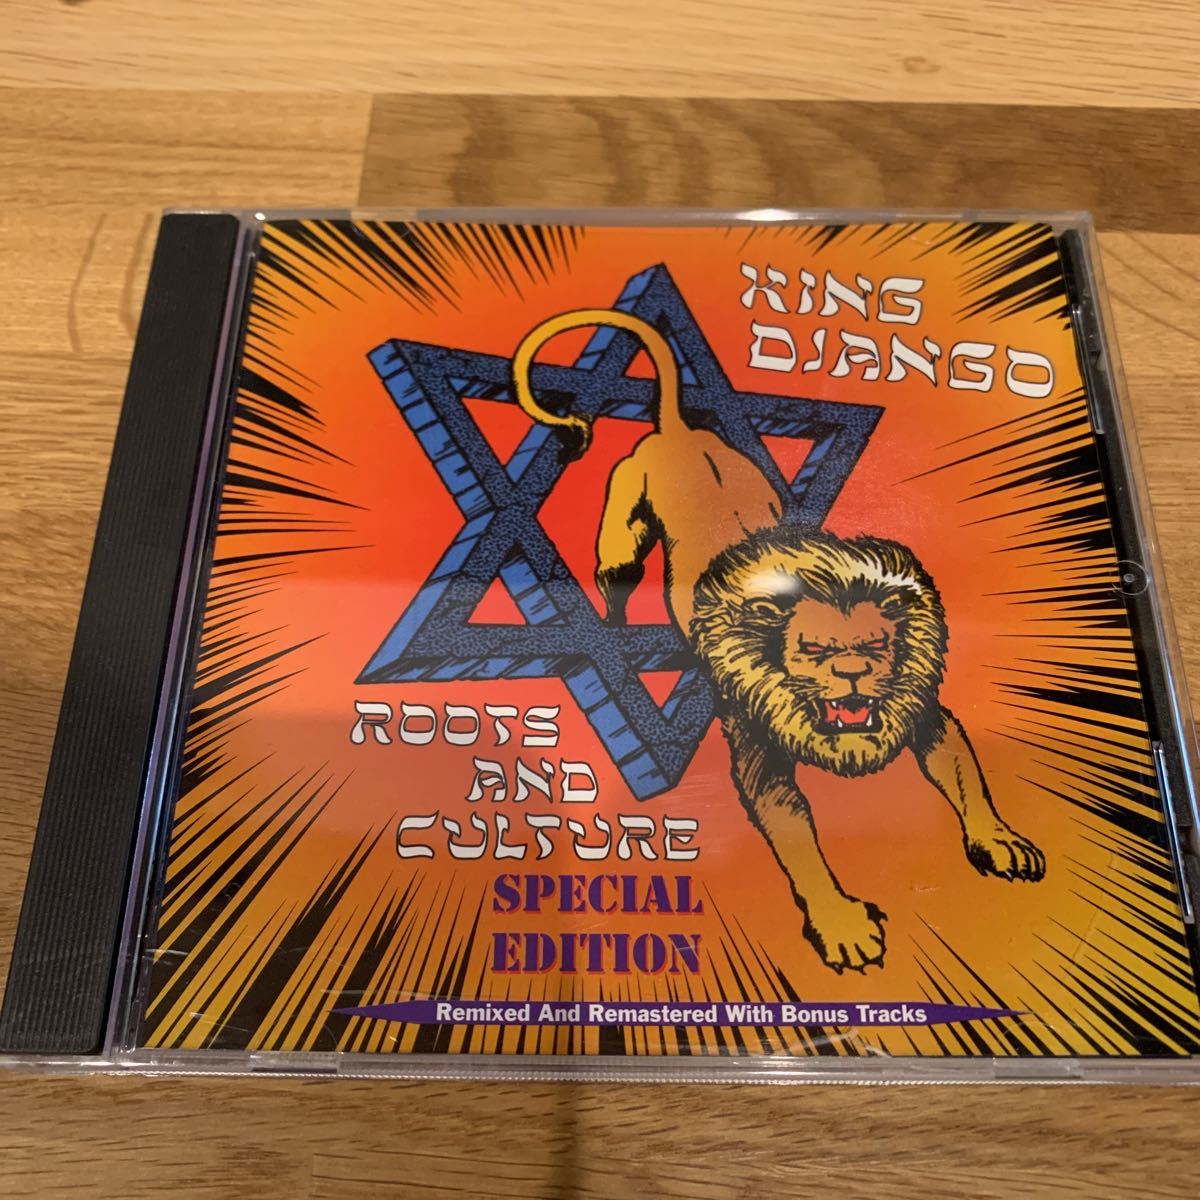 KING
DJANGO
ROOTS
AND
CULTURE
SPECIAL
EDITION
Remixed And Remastered With Bonus Tracks